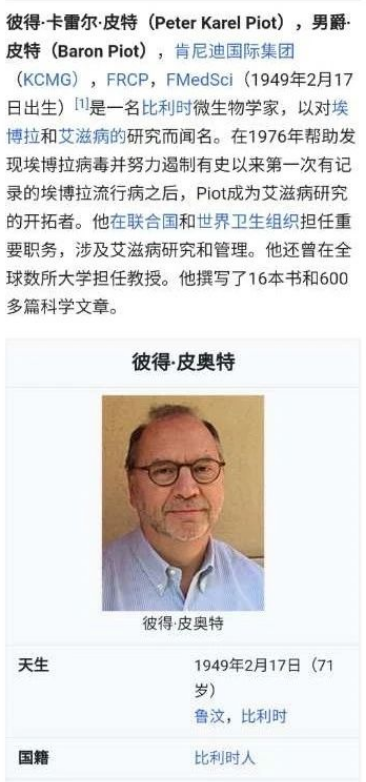 彼得·卡雷尔·皮特（Peter Karel Piot），男爵·
皮特（Baron Piot），肯尼迪国际集团
（KCMG），FRCP，FMedSci（1949年2月17
日出生）[1]是一名比利时微生物学家，以对埃
博拉和艾滋病的研究而闻名。在1976年帮助发
现埃博拉病毒并努力遏制有史以来第一次有记
录的埃博拉流行病之后，Piot成为艾滋病研究
的开拓者。他在联合国和世界卫生组织担任重
要职务，涉及艾滋病研究和管理。他还曾在全
球数所大学担任教授。他撰写了16本书和600
多篇科学文章。
彼得·皮奥特
彼得·皮奥特
天生 1949年2月17日（71
岁）
鲁汶，比利时
国籍 比利时人